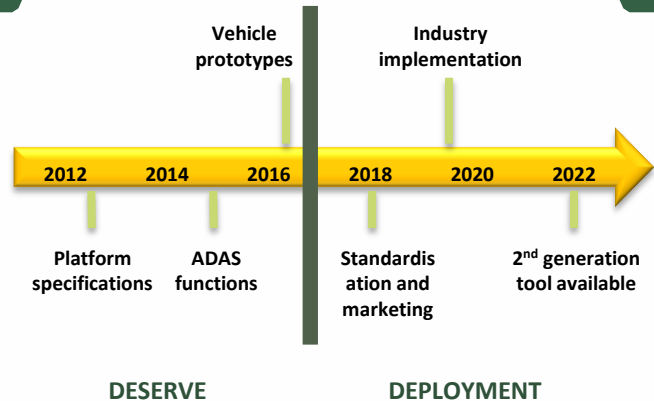 Vehicle
prototypes
Industry
implementation
2012 2014 2016 2018 2020 2022
Platform
specifications
ADAS
functions
Standardis
ation and
marketing
2nd generation
tool available
DESERVE
DEPLOYMENT